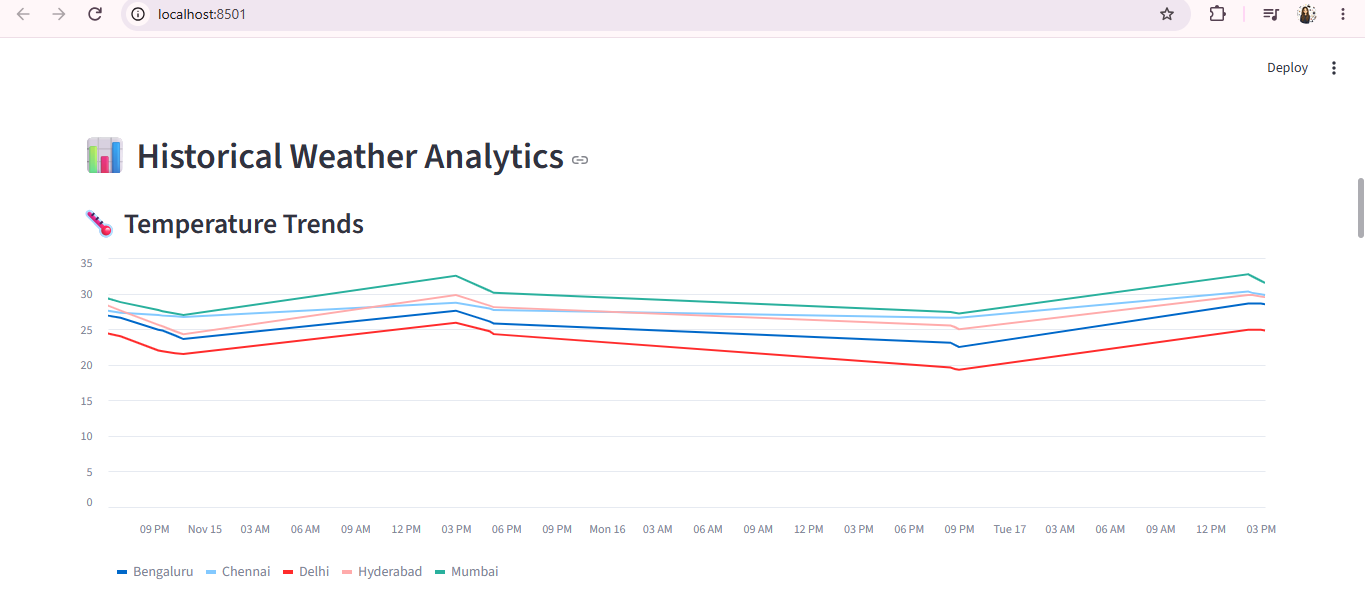 localhost:8501
Deploy
Historical Weather Analytics
Temperature Trends
35
30
25
20
15
10
5
0
09 PM Nov 15 03 AM 06 AM 09 AM 12 PM 03 PM 06 PM 09 PM Mon 16 03 AM 06 AM 09 AM 12 PM 03 PM 06 PM 09 PM Tue 17 03 AM 06 AM 09 AM 12 PM 03 PM
Bengaluru Chennai Delhi Hyderabad Mumbai